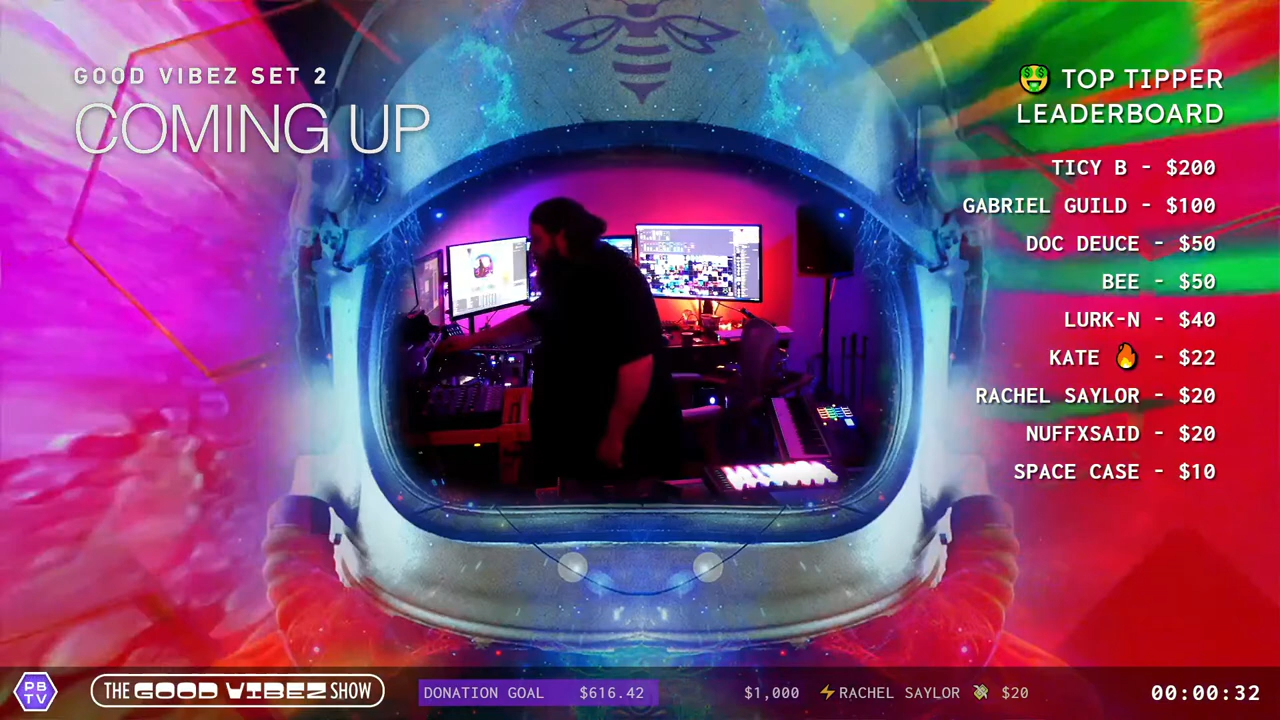 GOOD VIBEZ SET 2
COMING UP
🤑 TOP TIPPER
LEADERBOARD
TICY B - $200
GABRIEL GUILD - $100
DOC DEUCE - $50
BEE - $50
LURK-N - $40
KATE 🔥 - $22
RACHEL SAYLOR - $20
NUFFXSAID - $20
SPACE CASE - $10
PB
TV
THE GOOD VIBEZ SHOW
DONATION GOAL $616.42 $1,000 ⚡RACHEL SAYLOR 💸 $20
00:00:32